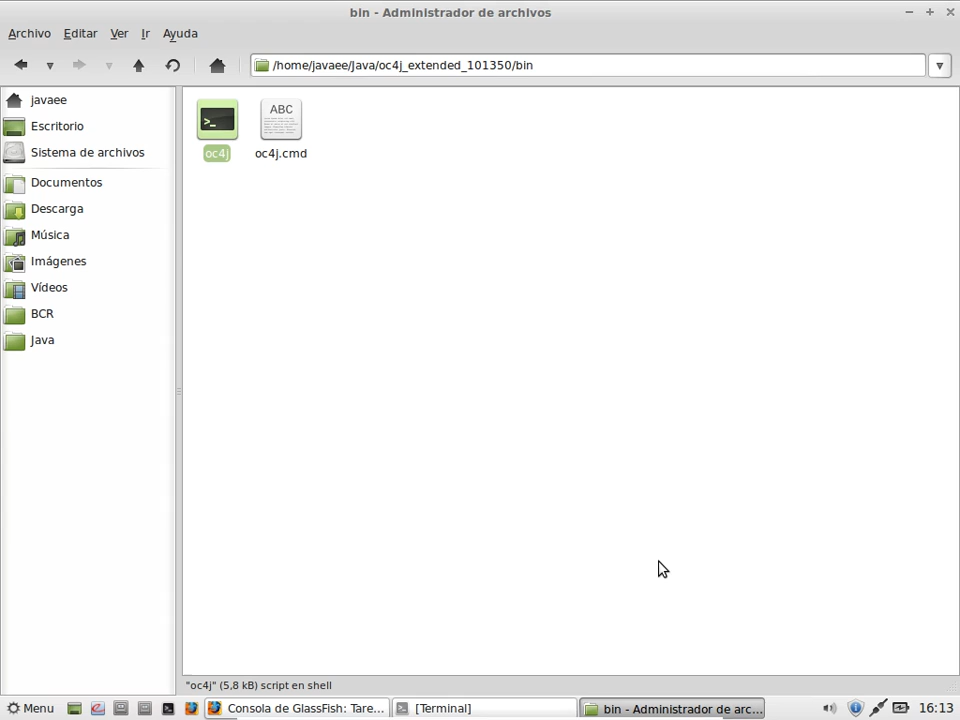 bin - Administrador de archivos
Archivo Editar Ver Ir Ayuda
/home/javaee/Java/oc4j_extended_101350/bin
javaee
Escritorio
Sistema de archivos
Documentos
Descarga
Música
Imágenes
Vídeos
BCR
Java
ABC
oc4j oc4j.cmd
"oc4j" (5,8 kB) script en shell
Menu Consola de GlassFish: Tare... [Terminal] bin - Administrador de arc... 16:13